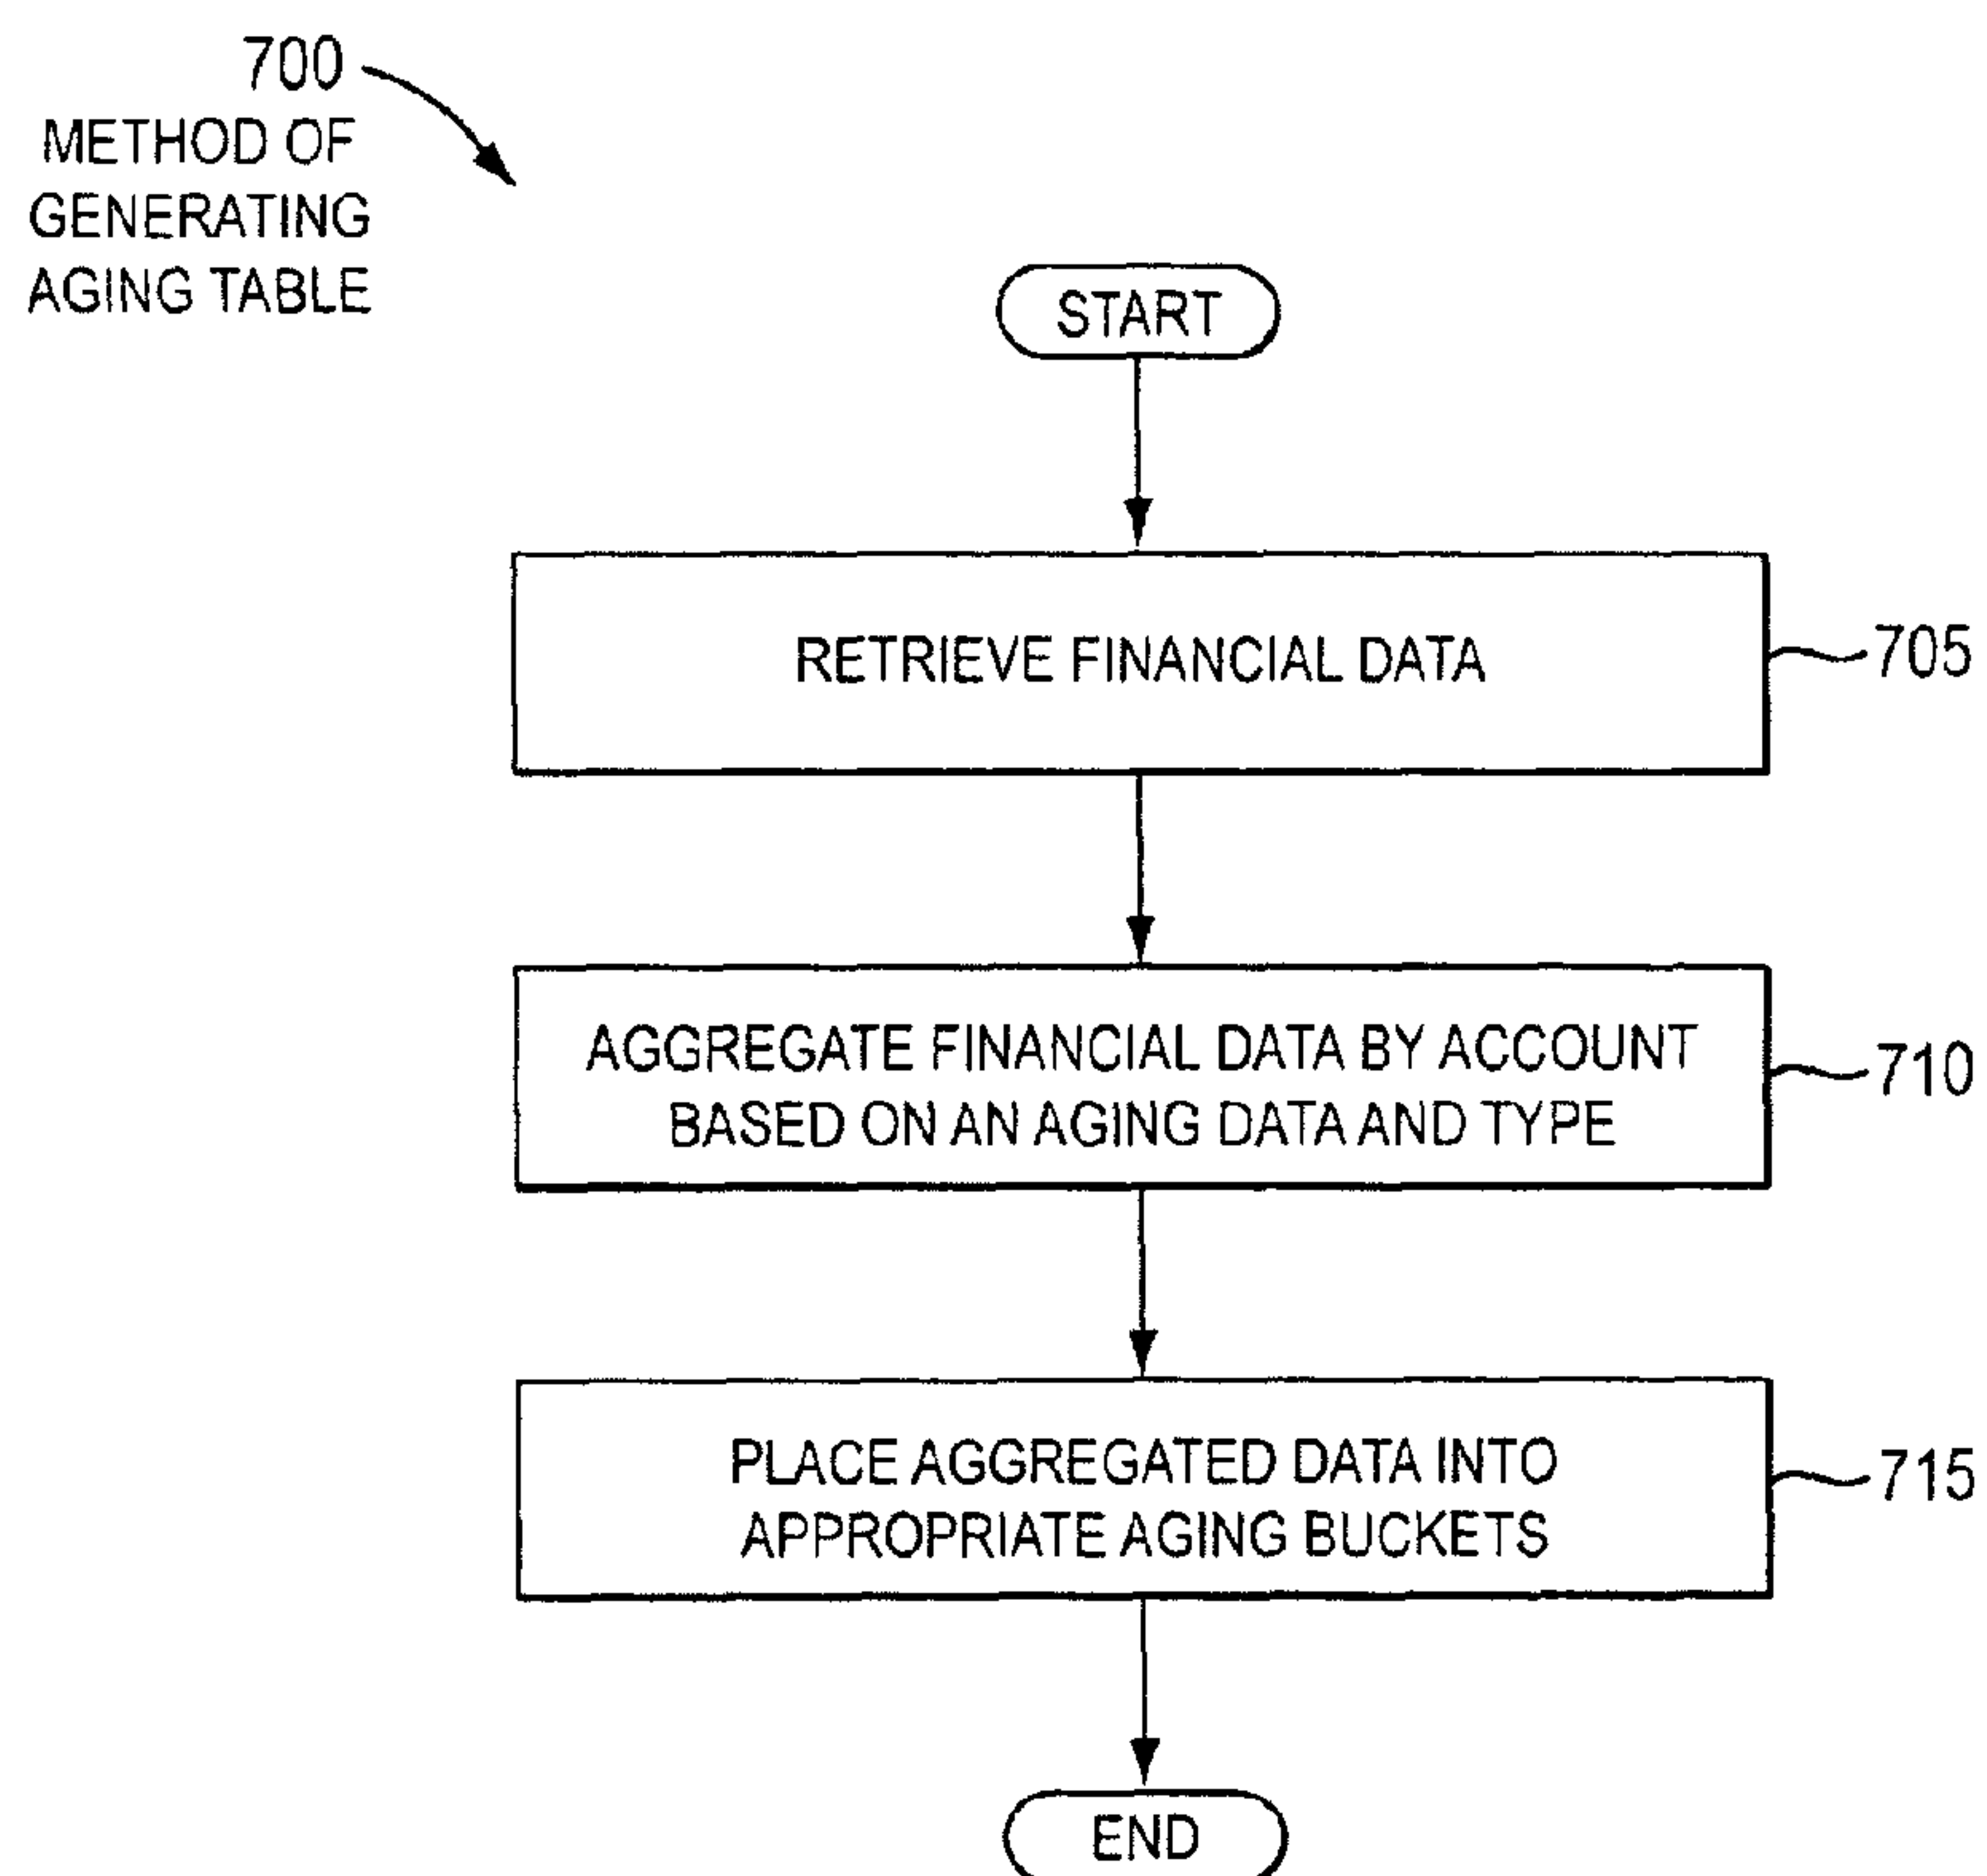 700
METHOD OF
GENERATING
AGING TABLE
START
RETRIEVE FINANCIAL DATA
705
AGGREGATE FINANCIAL DATA BY ACCOUNT
BASED ON AN AGING DATA AND TYPE
710
PLACE AGGREGATED DATA INTO
APPROPRIATE AGING BUCKETS
715
END